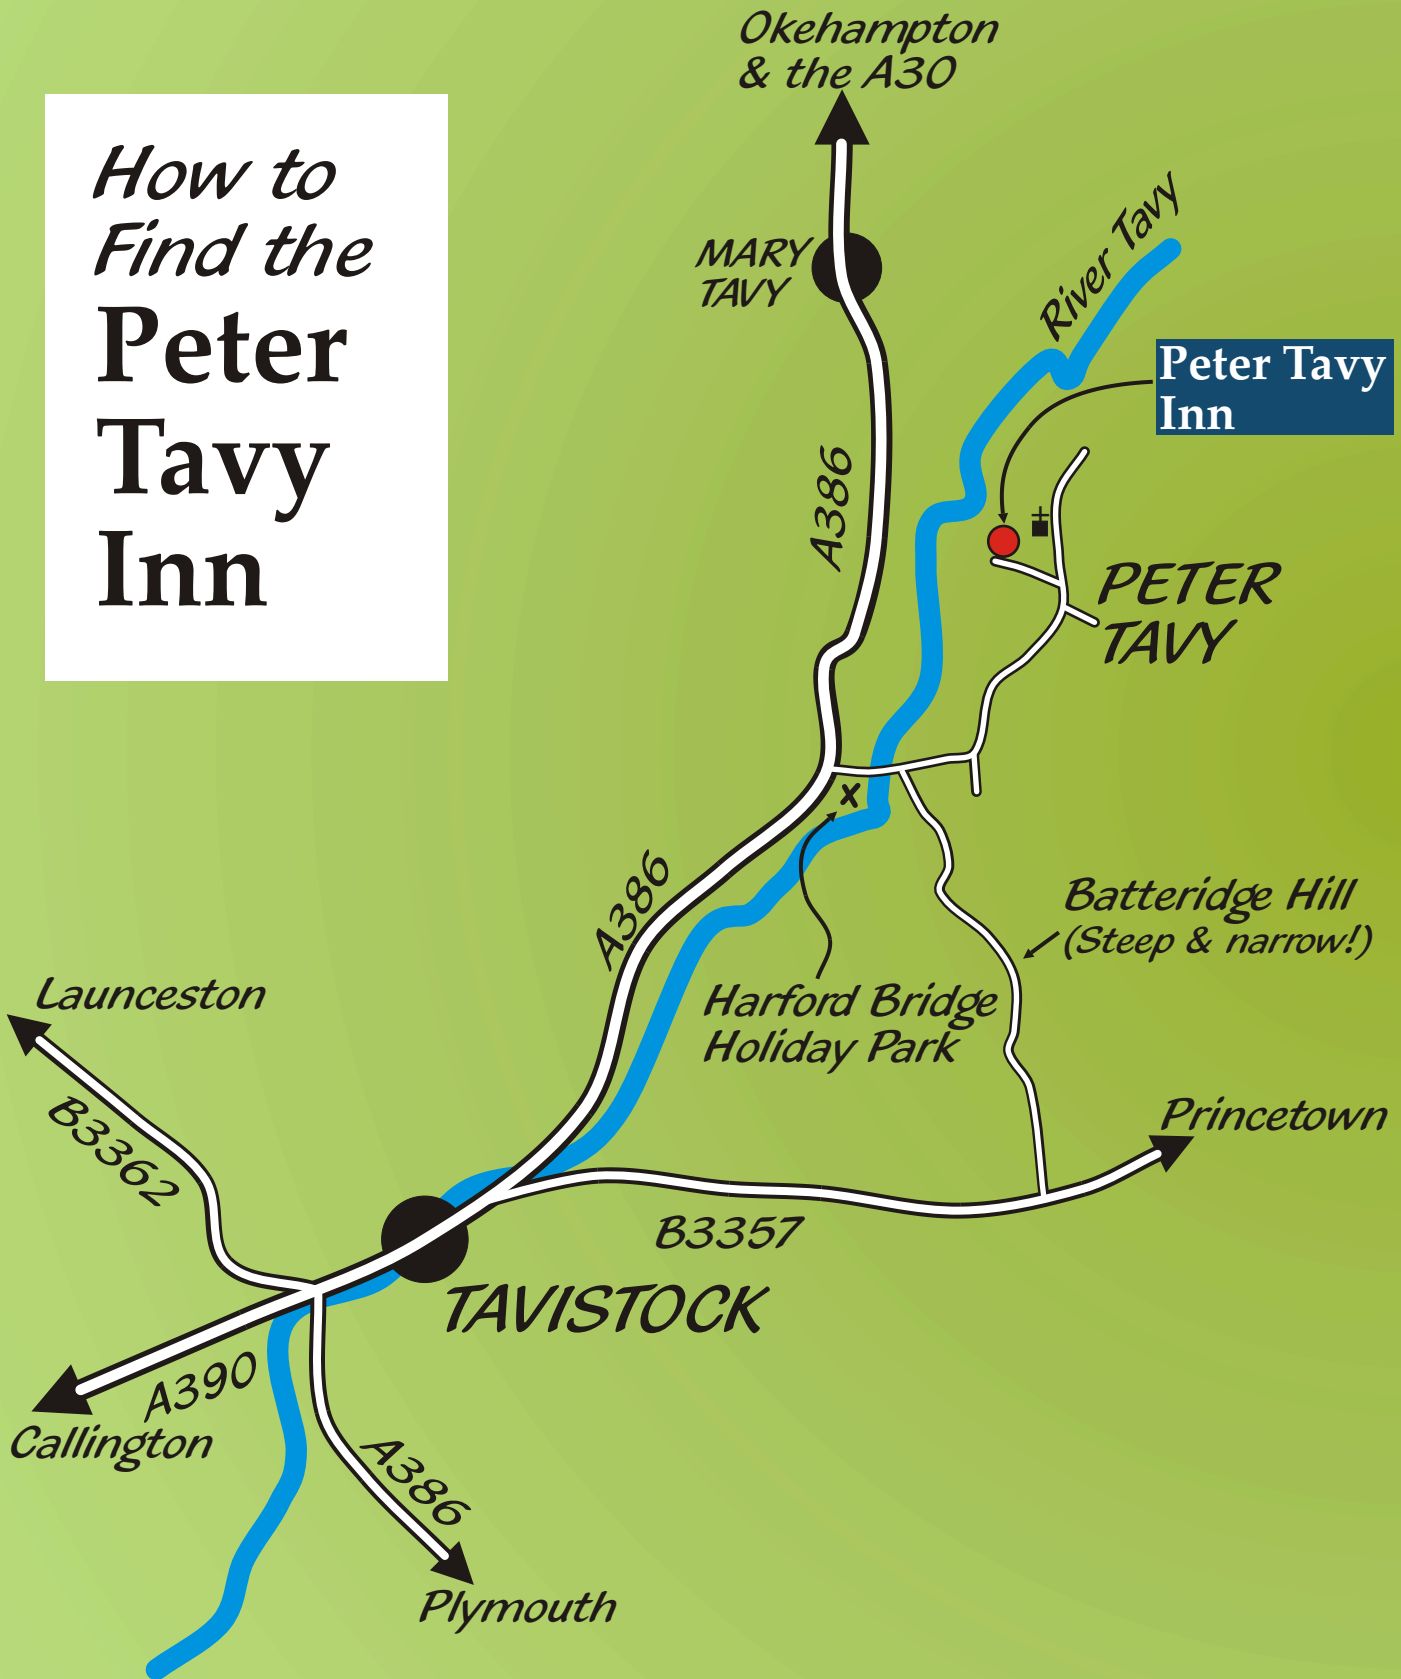 Okehampton
& the A30
How to
Find the
Peter
Tavy
Inn
MARY
TAVY
River Tavy
Peter Tavy
Inn
A386
PETER
TAVY
A386
Batteridge Hill
(Steep & narrow!)
Launceston
Harford Bridge
Holiday Park
B3362
Princetown
B3357
TAVISTOCK
A390
Callington
A386
Plymouth